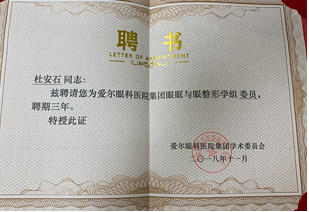 聘书
LETTER OF APPOINTMENT
杜安石 同志：
兹聘请您为爱尔眼科医院集团眼眶与眼整形学组 委员，
聘期三年。
特授此证
爱尔眼科医院集团学术委员会
二〇一八年十一月